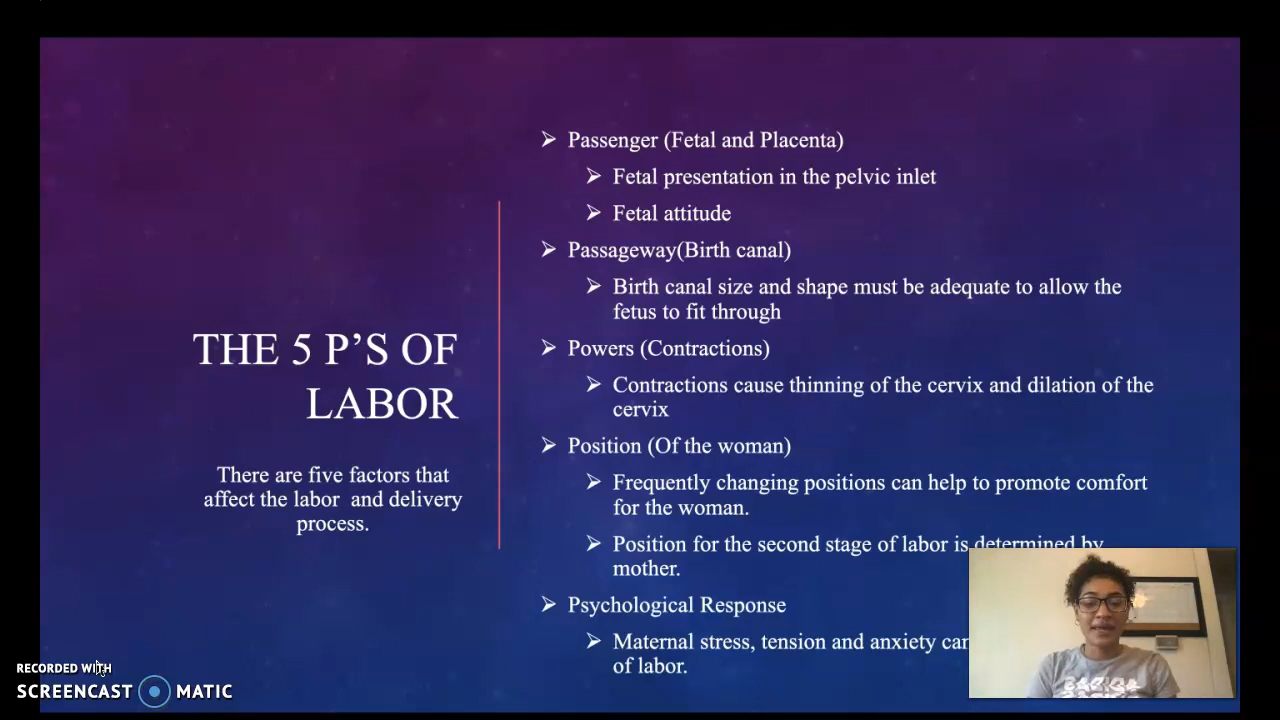 THE 5 P'S OF
LABOR
There are five factors that
affect the labor and delivery
process.
Passenger (Fetal and Placenta)
Fetal presentation in the pelvic inlet
Fetal attitude
Passageway(Birth canal)
Birth canal size and shape must be adequate to allow the
fetus to fit through
Powers (Contractions)
Contractions cause thinning of the cervix and dilation of the
cervix
Position (Of the woman)
Frequently changing positions can help to promote comfort
for the woman.
Position for the second stage of labor is determined by
mother.
Psychological Response
Maternal stress, tension and anxiety can
of labor.
RECORDED WITH
SCREENCAST MATIC